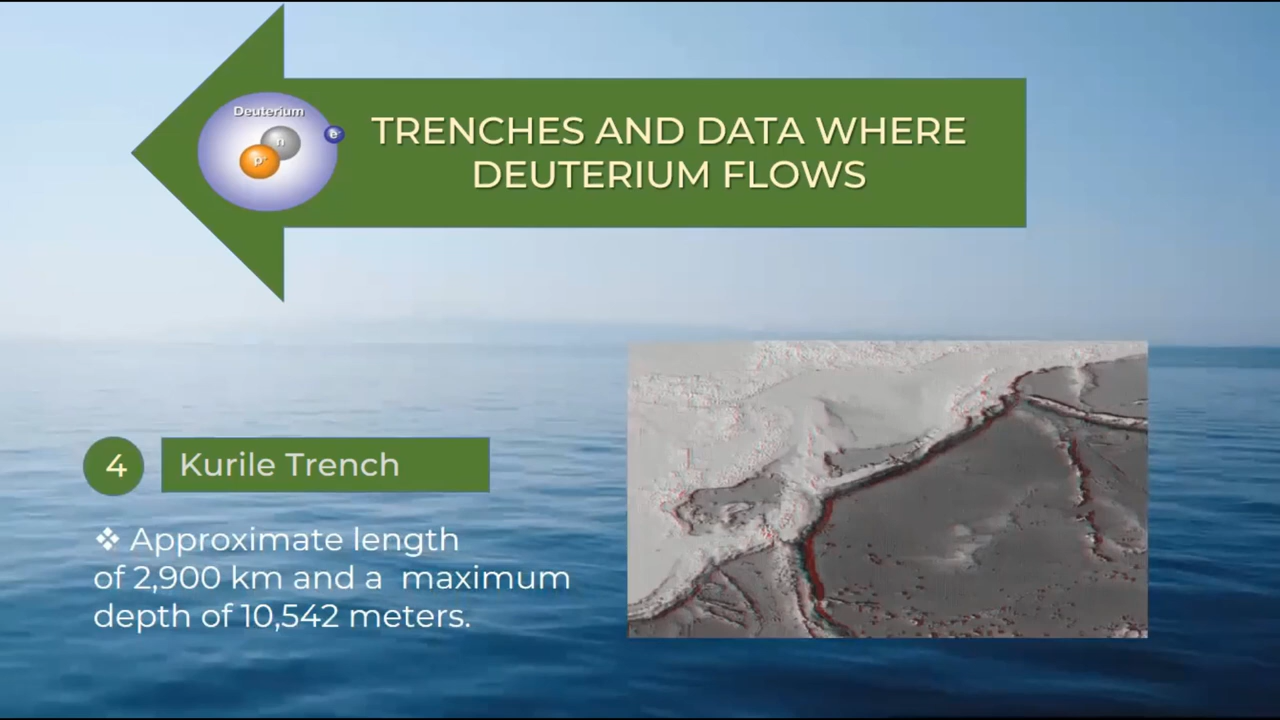 Deuterium
n
e⁻
p⁺
TRENCHES AND DATA WHERE
DEUTERIUM FLOWS
4
Kurile Trench
❖ Approximate length
of 2,900 km and a maximum
depth of 10,542 meters.